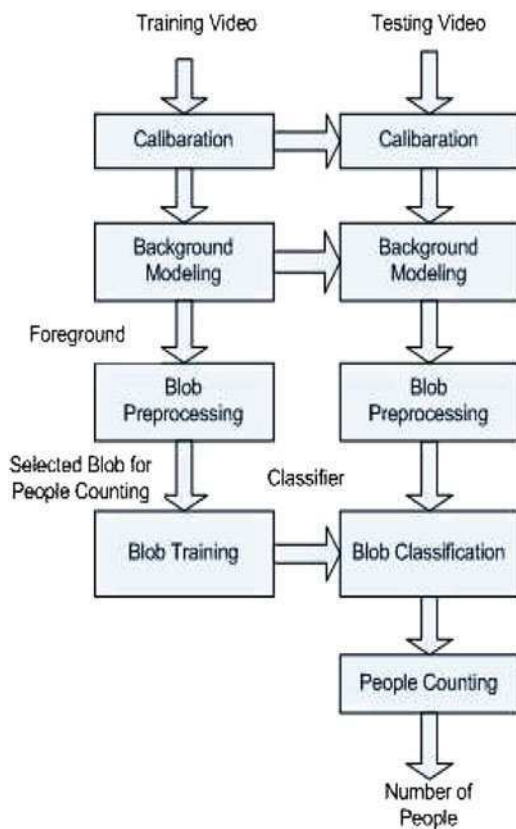 Training Video
Testing Video
Calibaration
Calibaration
Background
Modeling
Background
Modeling
Foreground
Blob
Preprocessing
Blob
Preprocessing
Selected Blob for
People Counting
Classifier
Blob Training
Blob Classification
People Counting
Number of
People